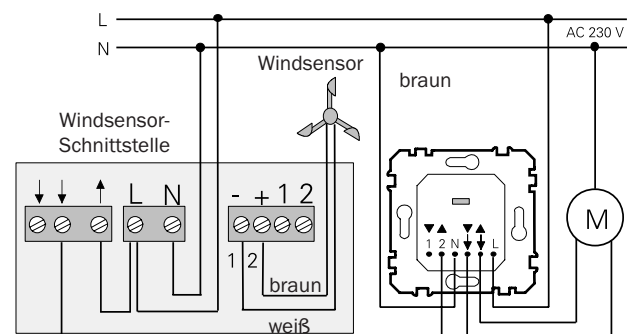 L
N
AC 230 V
Windsensor
braun
Windsensor-
Schnittstelle
↓ ↓ ↑ L N - + 1 2
1 2
braun
weiß
▼ ▲ ▼ ▲
1 2 N ↓ ↓ L
M